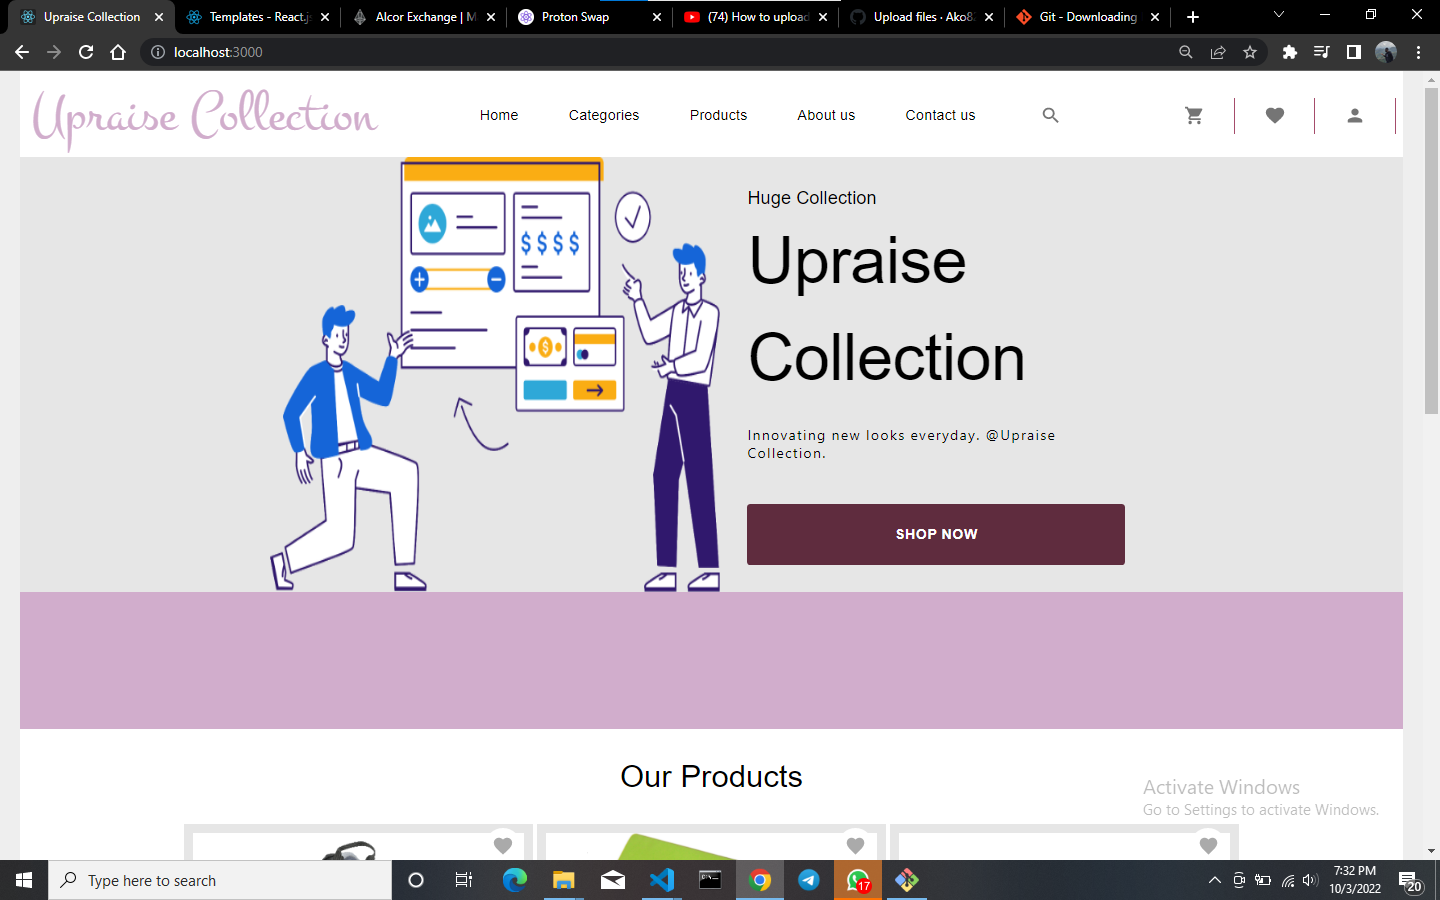 Upraise Collection
Templates - React.js
Alcor Exchange | M
Proton Swap
(74) How to upload
Upload files · Ako82
Git - Downloading
localhost:3000
Upraise Collection
Home
Categories
Products
About us
Contact us
Huge Collection
Upraise
Collection
$ $ $ $
$
Innovating new looks everyday. @Upraise
Collection.
SHOP NOW
Our Products
Activate Windows
Go to Settings to activate Windows.
Type here to search
17
7:32 PM
10/3/2022
20